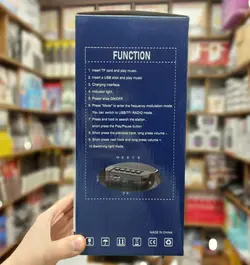 FUNCTION
1. Insert TF card and play music.
2. Insert a USB stick and play music
3. Charging interface.
4. Indicator light.
5. Power store ON/OFF.
6. Press "Mode" to enter the frequency modulation mode.
You can switch to USB/TF/ RADIO mode.
7. Press and hold to search the station,
short press the Play/Pause button
8. Short press the previous track, long press volume -
9. Short press next track and long press volume +
10. Switching light mode.
MADE IN CHINA